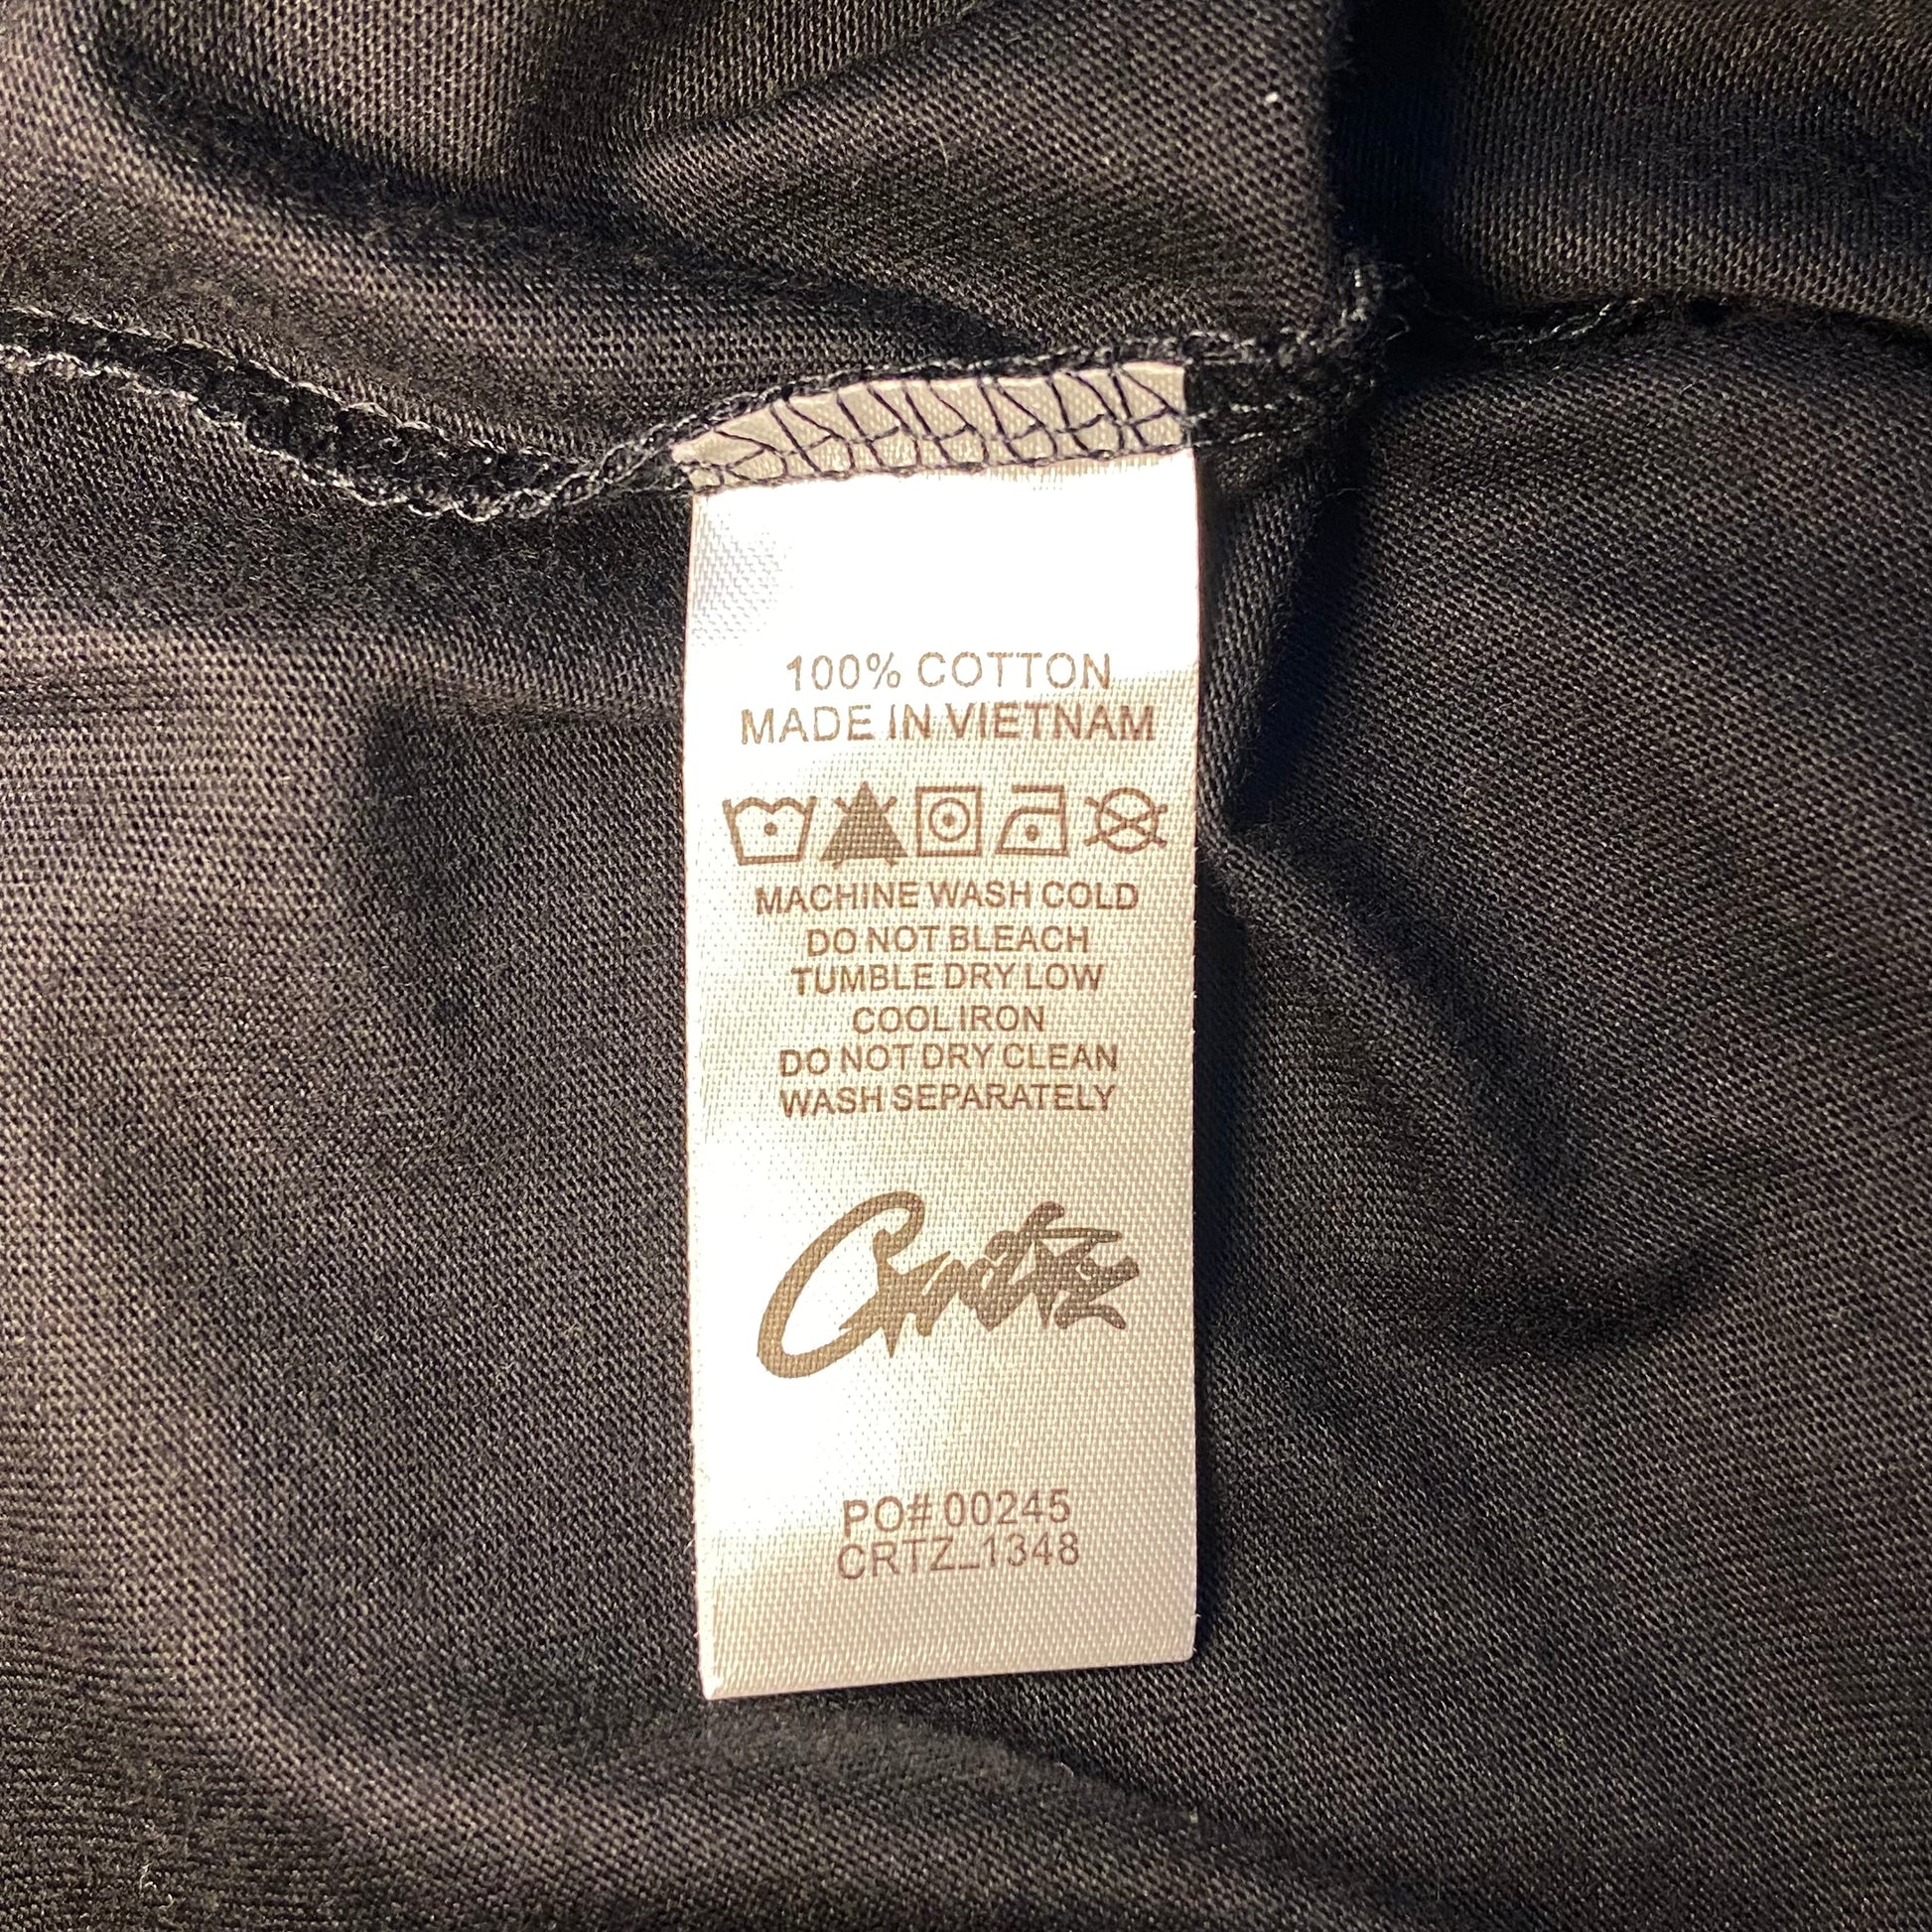 100% COTTON
MADE IN VIETNAM
MACHINE WASH COLD
DO NOT BLEACH
TUMBLE DRY LOW
COOL IRON
DO NOT DRY CLEAN
WASH SEPARATELY
Crtz
PO# 00245
CRTZ_1348